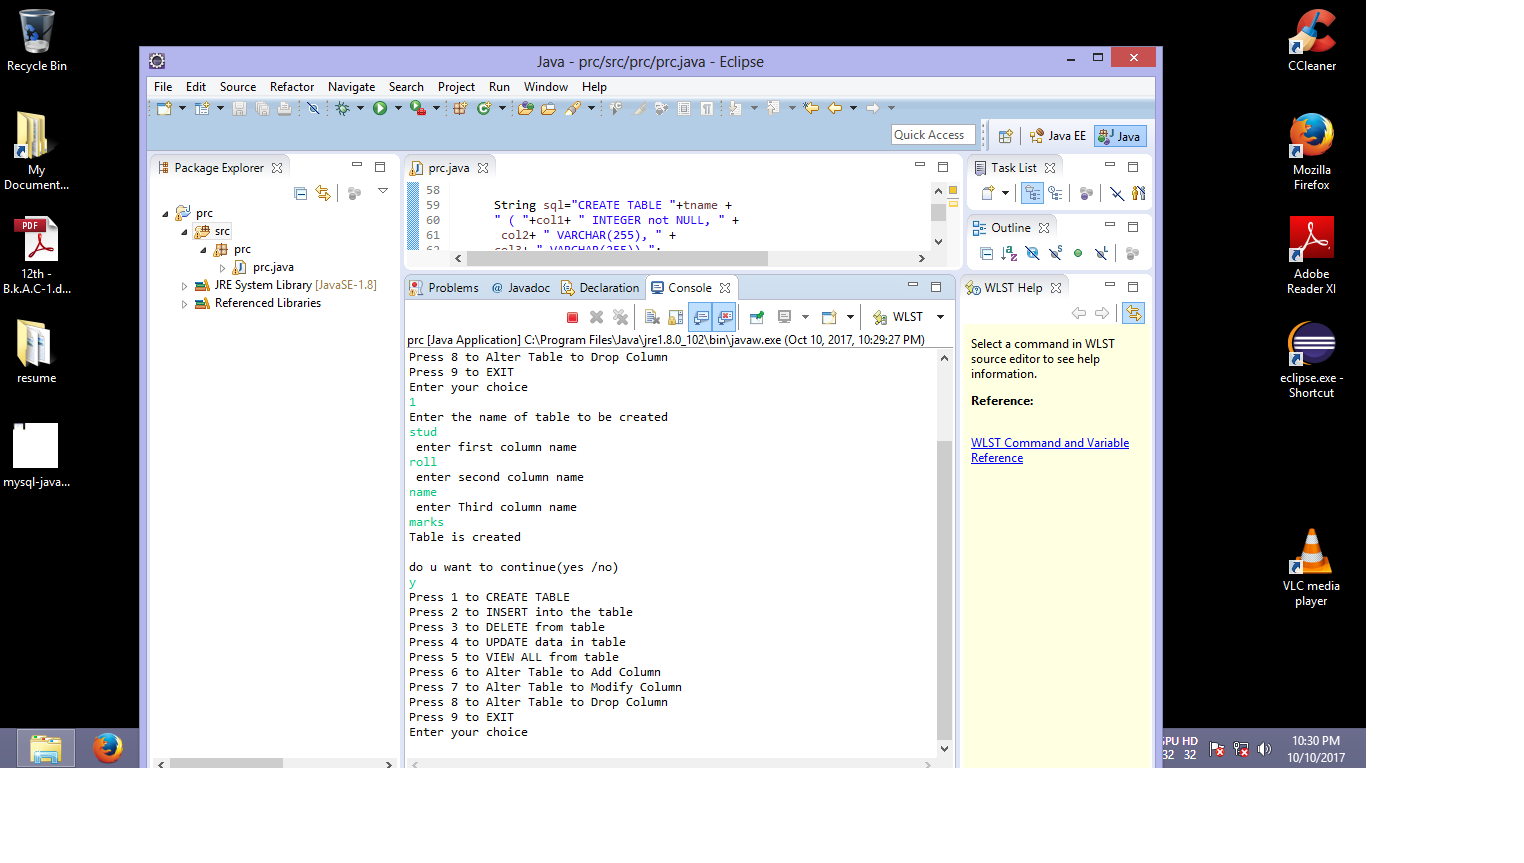 Recycle Bin
My
Document...
PDF
12th -
B.k.A.C-1.d...
resume
mysql-java...
Java - prc/src/prc/prc.java - Eclipse
File Edit Source Refactor Navigate Search Project Run Window Help
Quick Access
Java EE
Java
Package Explorer
prc
src
prc
prc.java
JRE System Library [JavaSE-1.8]
Referenced Libraries
prc.java
58
59 String sql="CREATE TABLE "+tname +
60 " ( "+col1+ " INTEGER not NULL, " +
61 col2+ " VARCHAR(255), " +
62 col3+ " VARCHAR(255)) ";
Problems @ Javadoc Declaration Console
WLST
prc [Java Application] C:\Program Files\Java\jre1.8.0_102\bin\javaw.exe (Oct 10, 2017, 10:29:27 PM)
Press 8 to Alter Table to Drop Column
Press 9 to EXIT
Enter your choice
1
Enter the name of table to be created
stud
enter first column name
roll
enter second column name
name
enter Third column name
marks
Table is created
do u want to continue(yes /no)
y
Press 1 to CREATE TABLE
Press 2 to INSERT into the table
Press 3 to DELETE from table
Press 4 to UPDATE data in table
Press 5 to VIEW ALL from table
Press 6 to Alter Table to Add Column
Press 7 to Alter Table to Modify Column
Press 8 to Alter Table to Drop Column
Press 9 to EXIT
Enter your choice
Task List
Outline
WLST Help
Select a command in WLST
source editor to see help
information.
Reference:
WLST Command and Variable
Reference
CCleaner
Mozilla
Firefox
Adobe
Reader XI
eclipse.exe -
Shortcut
VLC media
player
GPU HD
32 32
10:30 PM
10/10/2017